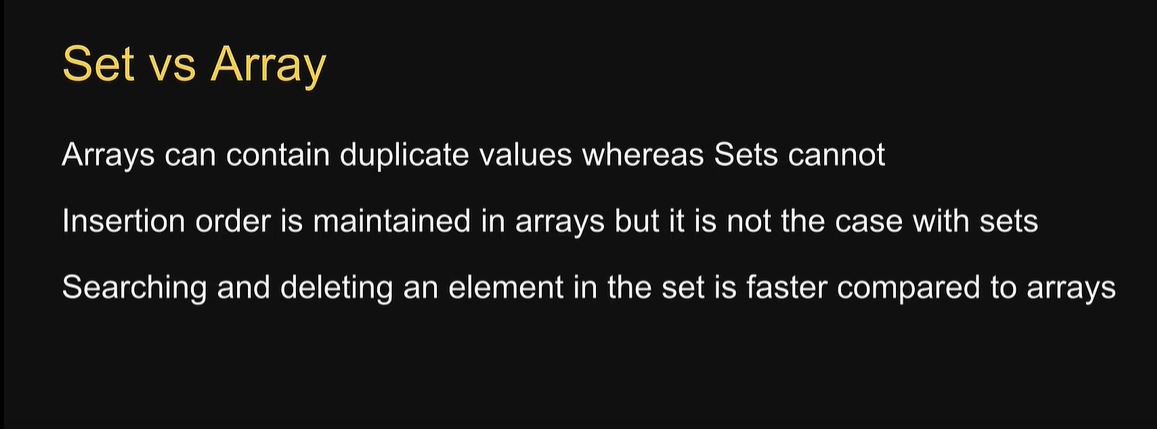 Set vs Array
Arrays can contain duplicate values whereas Sets cannot
Insertion order is maintained in arrays but it is not the case with sets
Searching and deleting an element in the set is faster compared to arrays